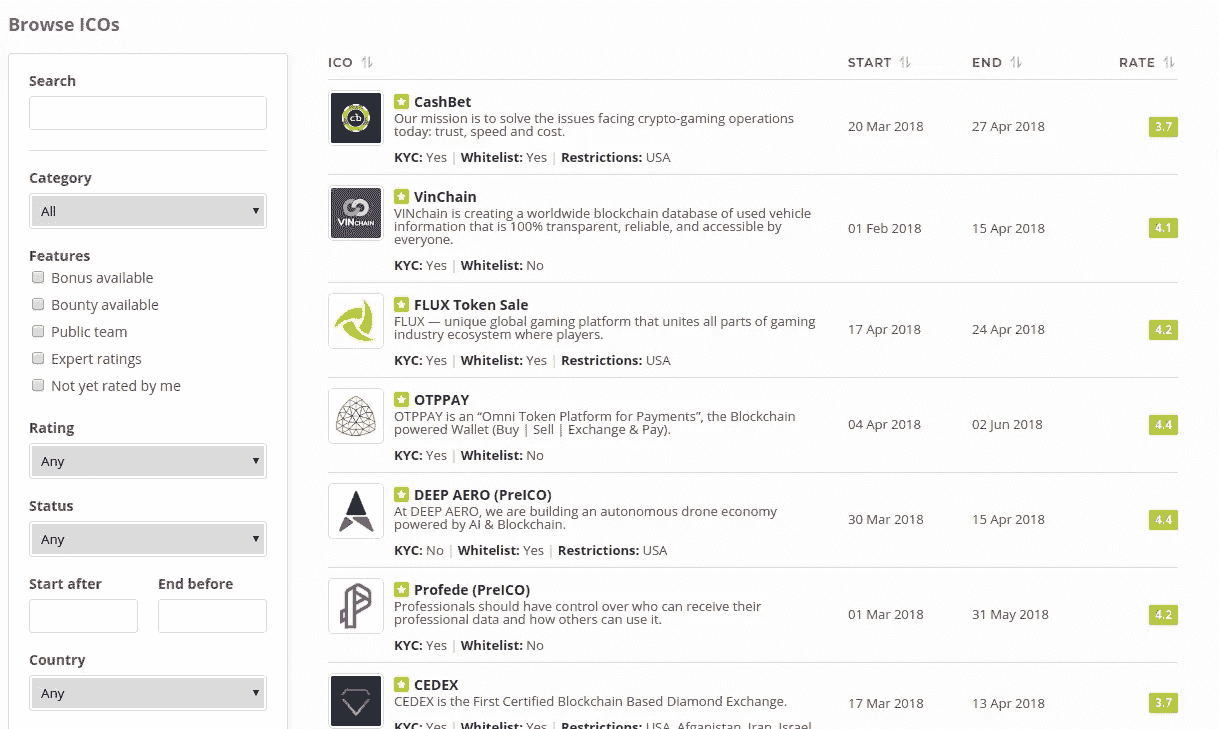 Browse ICOs
Search
Category
All
Features
Bonus available
Bounty available
Public team
Expert ratings
Not yet rated by me
Rating
Any
Status
Any
Start after End before
Country
Any
ICO START END RATE
cb
CashBet
Our mission is to solve the issues facing crypto-gaming operations
today: trust, speed and cost.
KYC: Yes | Whitelist: Yes | Restrictions: USA
20 Mar 2018 27 Apr 2018 3.7
VINCHAIN
VinChain
VINchain is creating a worldwide blockchain database of used vehicle
information that is 100% transparent, reliable, and accessible by
everyone.
KYC: Yes | Whitelist: No
01 Feb 2018 15 Apr 2018 4.1
FLUX Token Sale
FLUX — unique global gaming platform that unites all parts of gaming
industry ecosystem where players.
KYC: Yes | Whitelist: Yes | Restrictions: USA
17 Apr 2018 24 Apr 2018 4.2
OTPPAY
OTPPAY is an “Omni Token Platform for Payments”, the Blockchain
powered Wallet (Buy | Sell | Exchange & Pay).
KYC: Yes | Whitelist: No
04 Apr 2018 02 Jun 2018 4.4
DEEP AERO (PreICO)
At DEEP AERO, we are building an autonomous drone economy
powered by AI & Blockchain.
KYC: No | Whitelist: Yes | Restrictions: USA
30 Mar 2018 15 Apr 2018 4.4
Profede (PreICO)
Professionals should have control over who can receive their
professional data and how others can use it.
KYC: Yes | Whitelist: No
01 Mar 2018 31 May 2018 4.2
CEDEX
CEDEX is the First Certified Blockchain Based Diamond Exchange.
KYC: Yes | Whitelist: Yes | Restrictions: USA, Afganistan, Iran, Israel
17 Mar 2018 13 Apr 2018 3.7